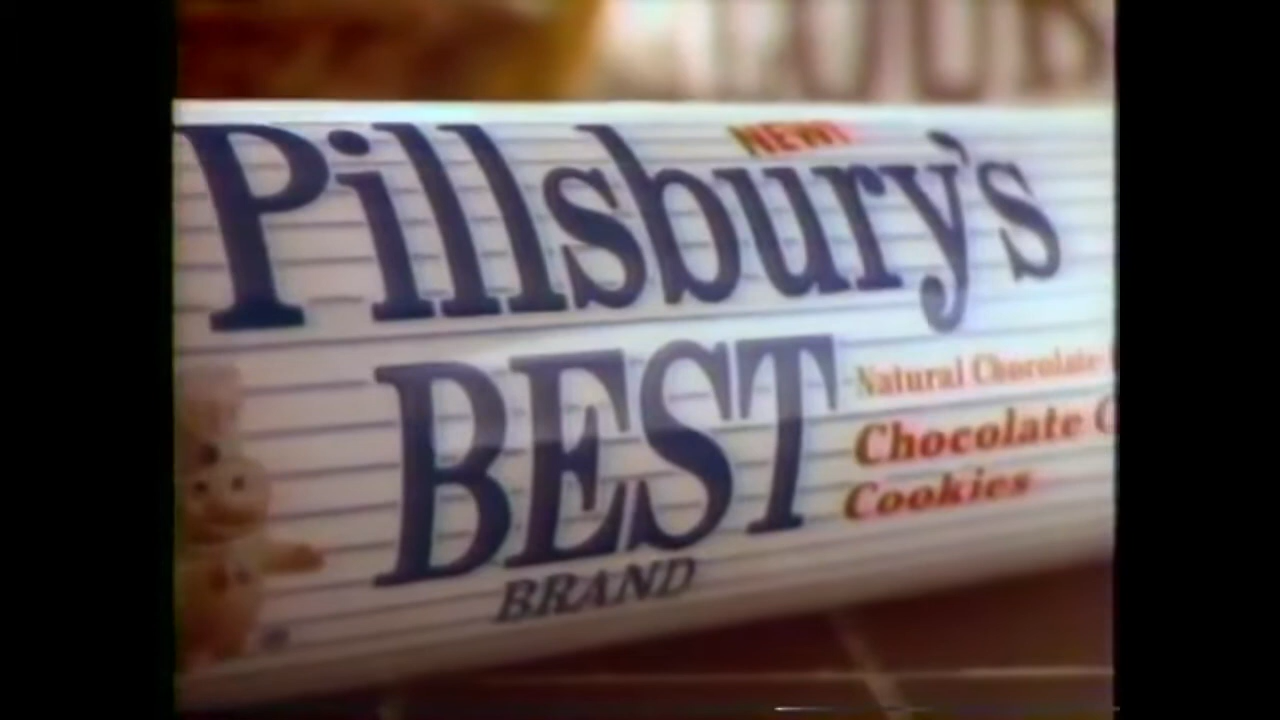 NEW!
Pillsbury's
BEST
BRAND
Natural Chocolate
Chocolate
Cookies